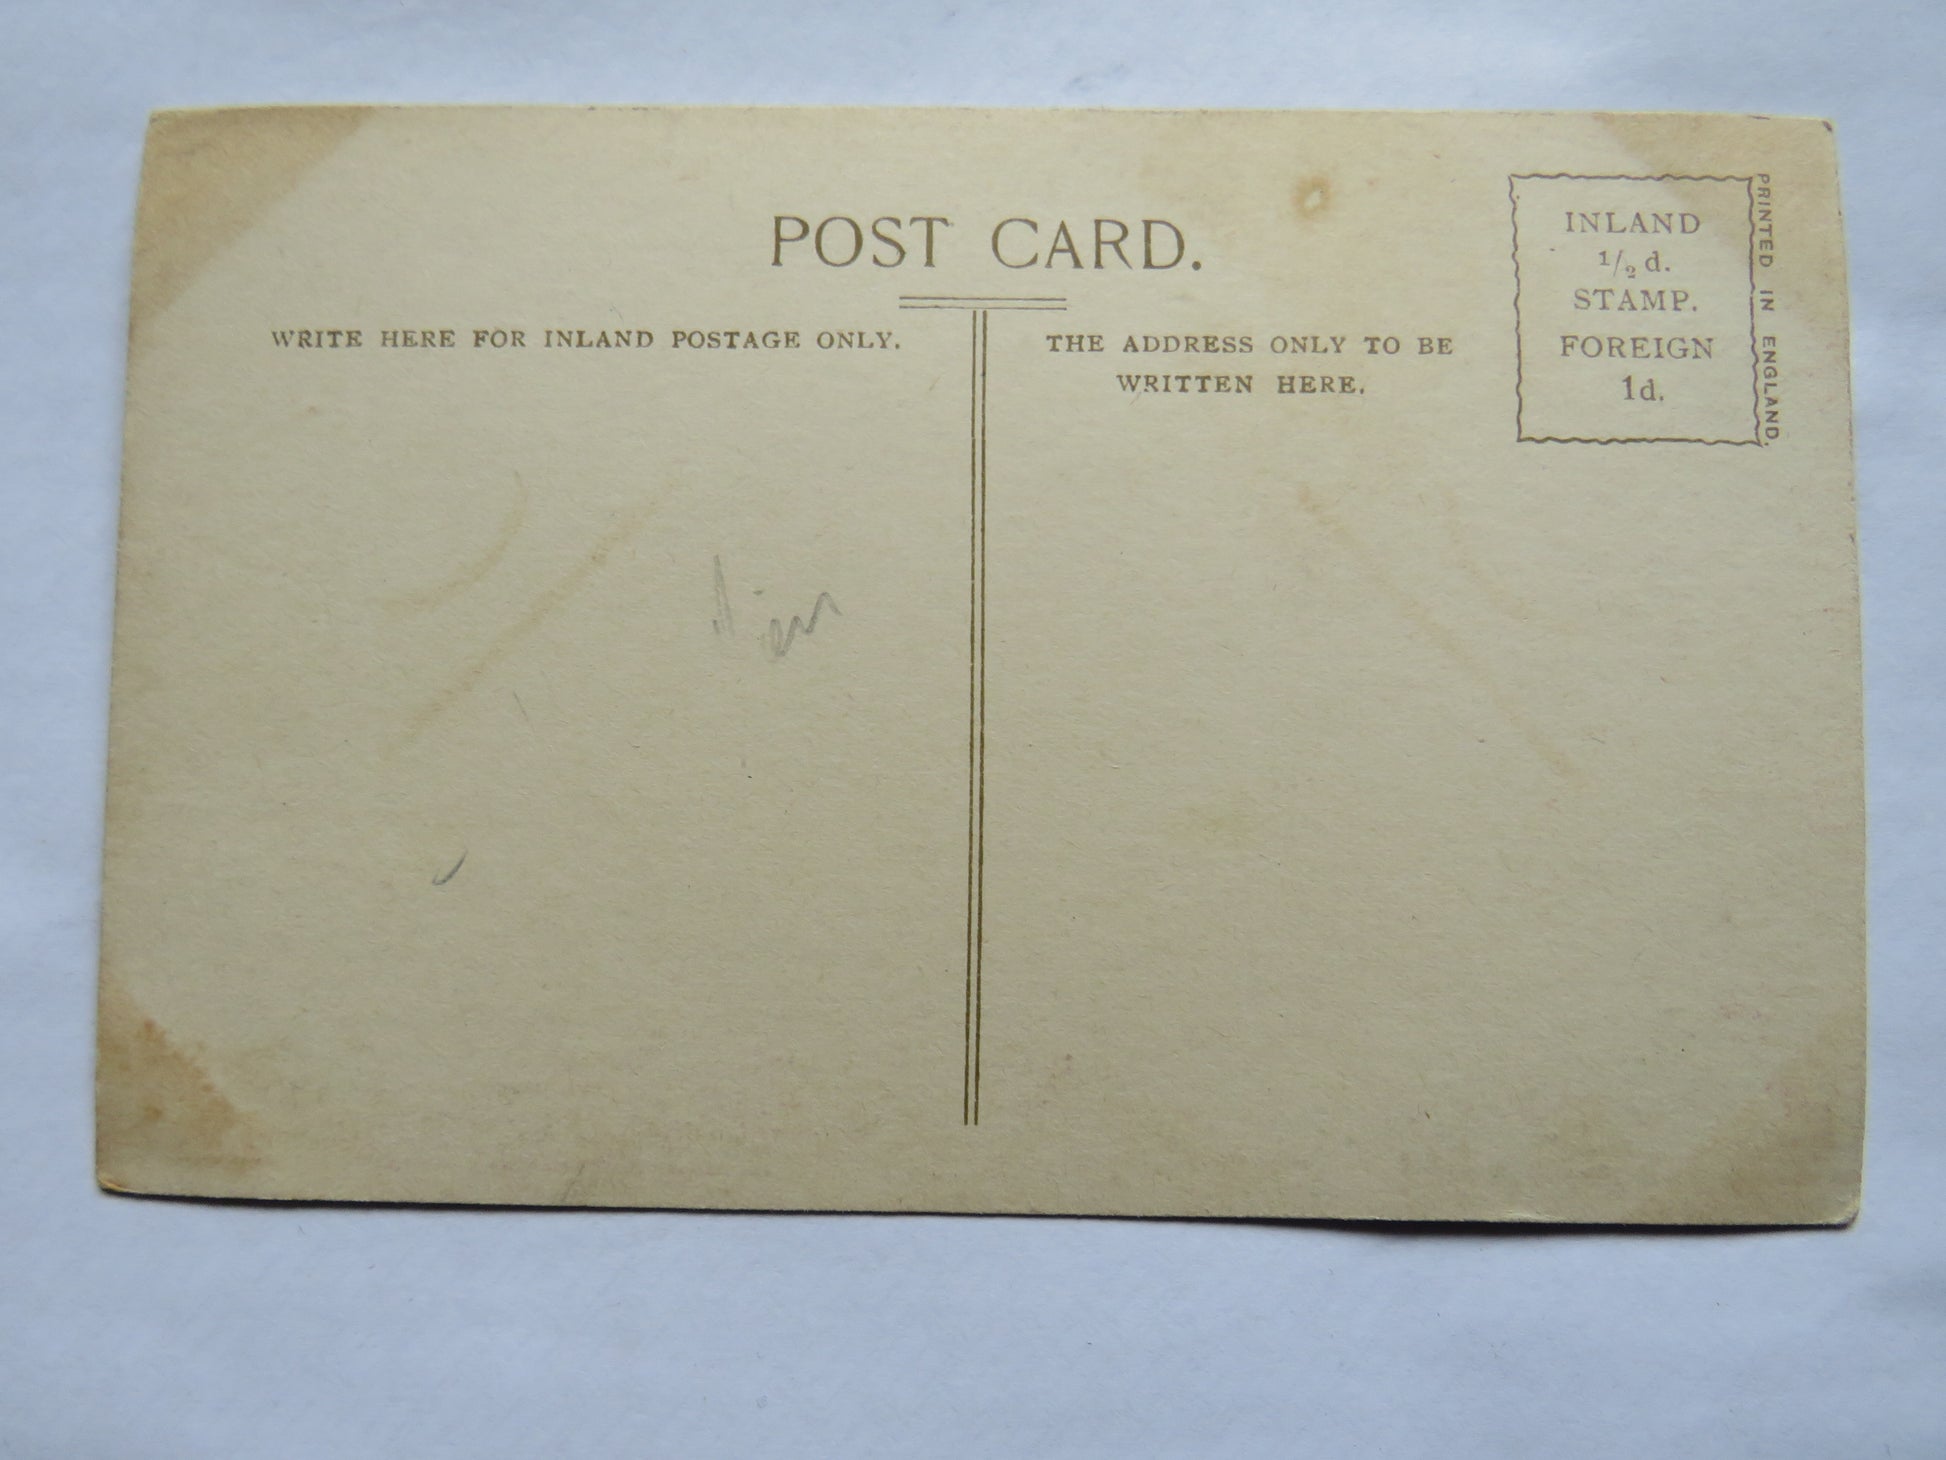 POST CARD.
WRITE HERE FOR INLAND POSTAGE ONLY.
THE ADDRESS ONLY TO BE
WRITTEN HERE.
INLAND
1/2 d.
STAMP.
FOREIGN
1d.
PRINTED IN ENGLAND.